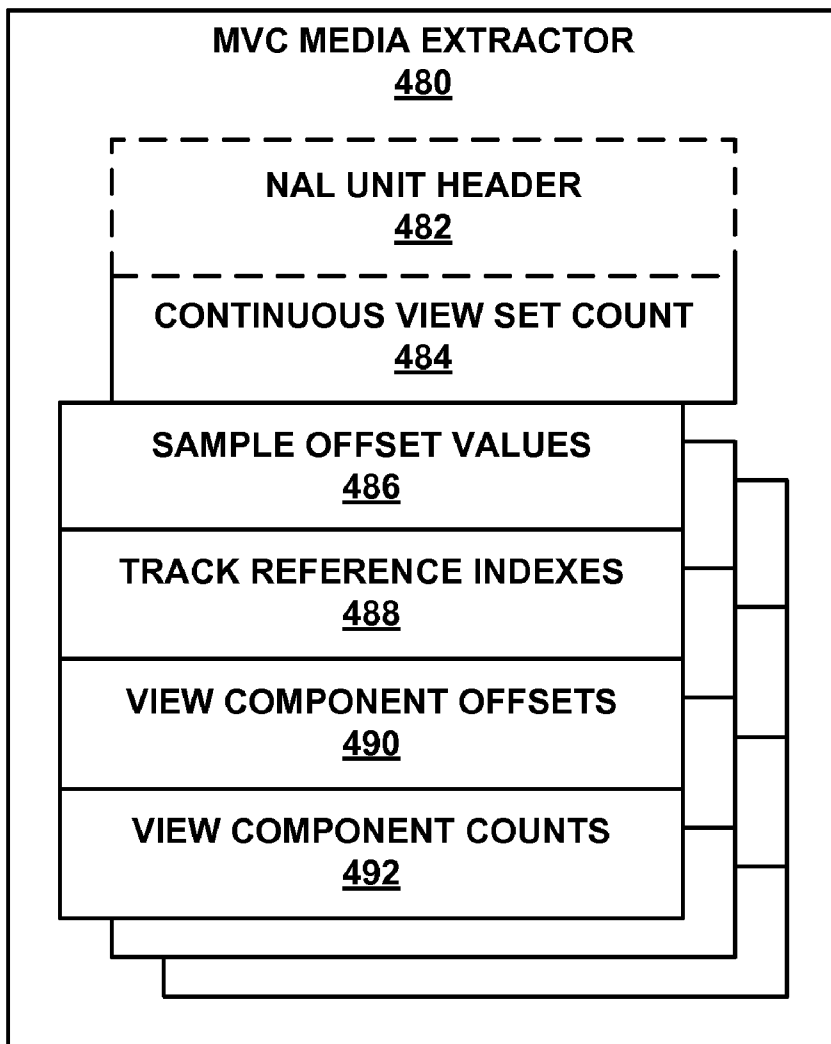 MVC MEDIA EXTRACTOR
480
NAL UNIT HEADER
482
CONTINUOUS VIEW SET COUNT
484
SAMPLE OFFSET VALUES
486
TRACK REFERENCE INDEXES
488
VIEW COMPONENT OFFSETS
490
VIEW COMPONENT COUNTS
492